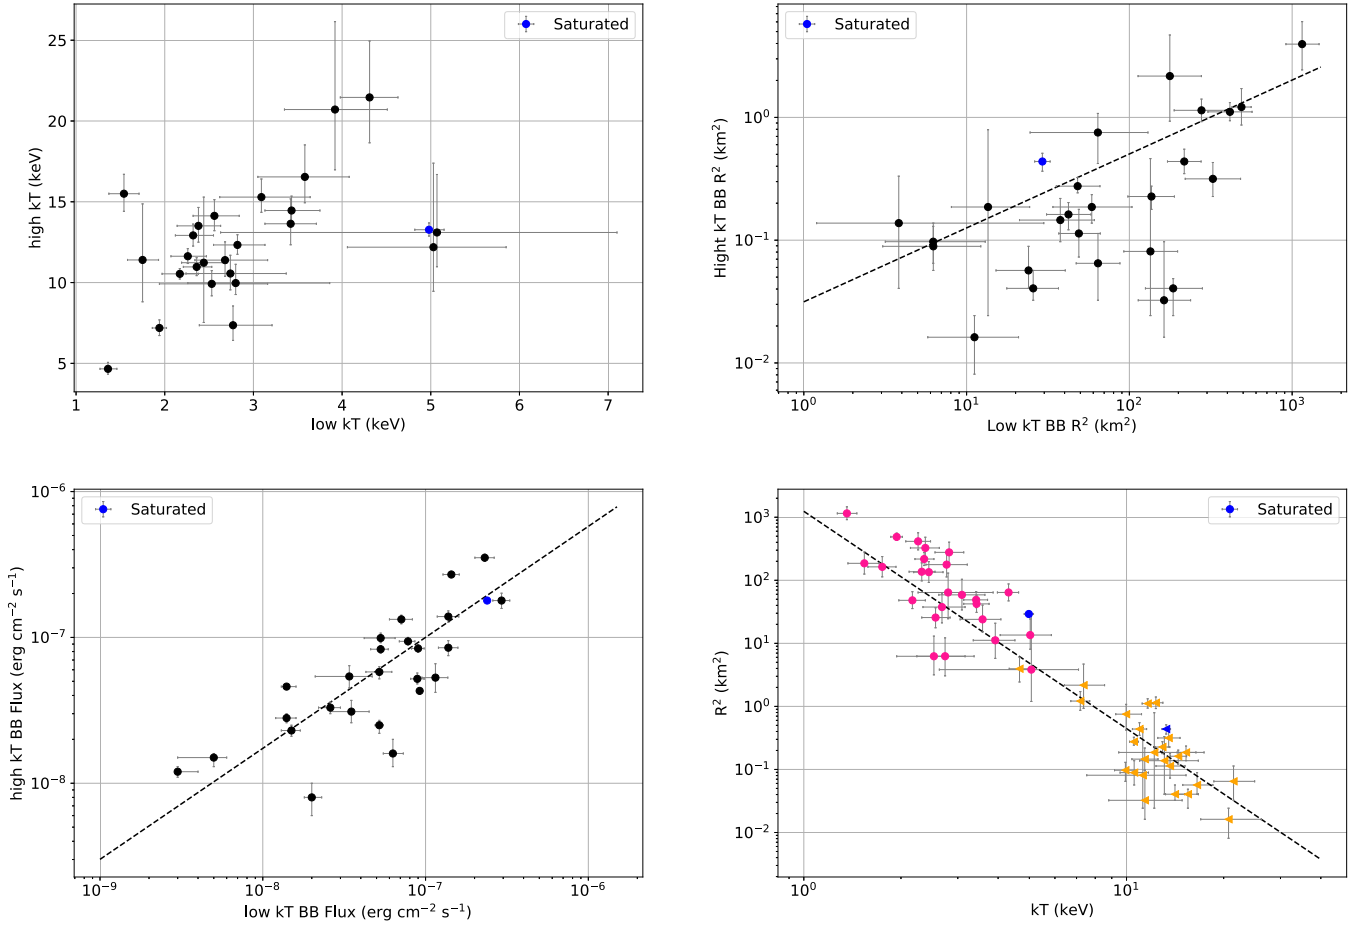 Saturated
high kT (keV)
25
20
15
10
5
1 2 3 4 5 6 7
low kT (keV)
Saturated
Hight kT BB R² (km²)
10⁰
10⁻¹
10⁻²
10⁰ 10¹ 10² 10³
Low kT BB R² (km²)
Saturated
high kT BB Flux (erg cm⁻² s⁻¹)
10⁻⁶
10⁻⁷
10⁻⁸
10⁻⁹ 10⁻⁸ 10⁻⁷ 10⁻⁶
low kT BB Flux (erg cm⁻² s⁻¹)
Saturated
R² (km²)
10³
10²
10¹
10⁰
10⁻¹
10⁻²
10⁰ 10¹
kT (keV)